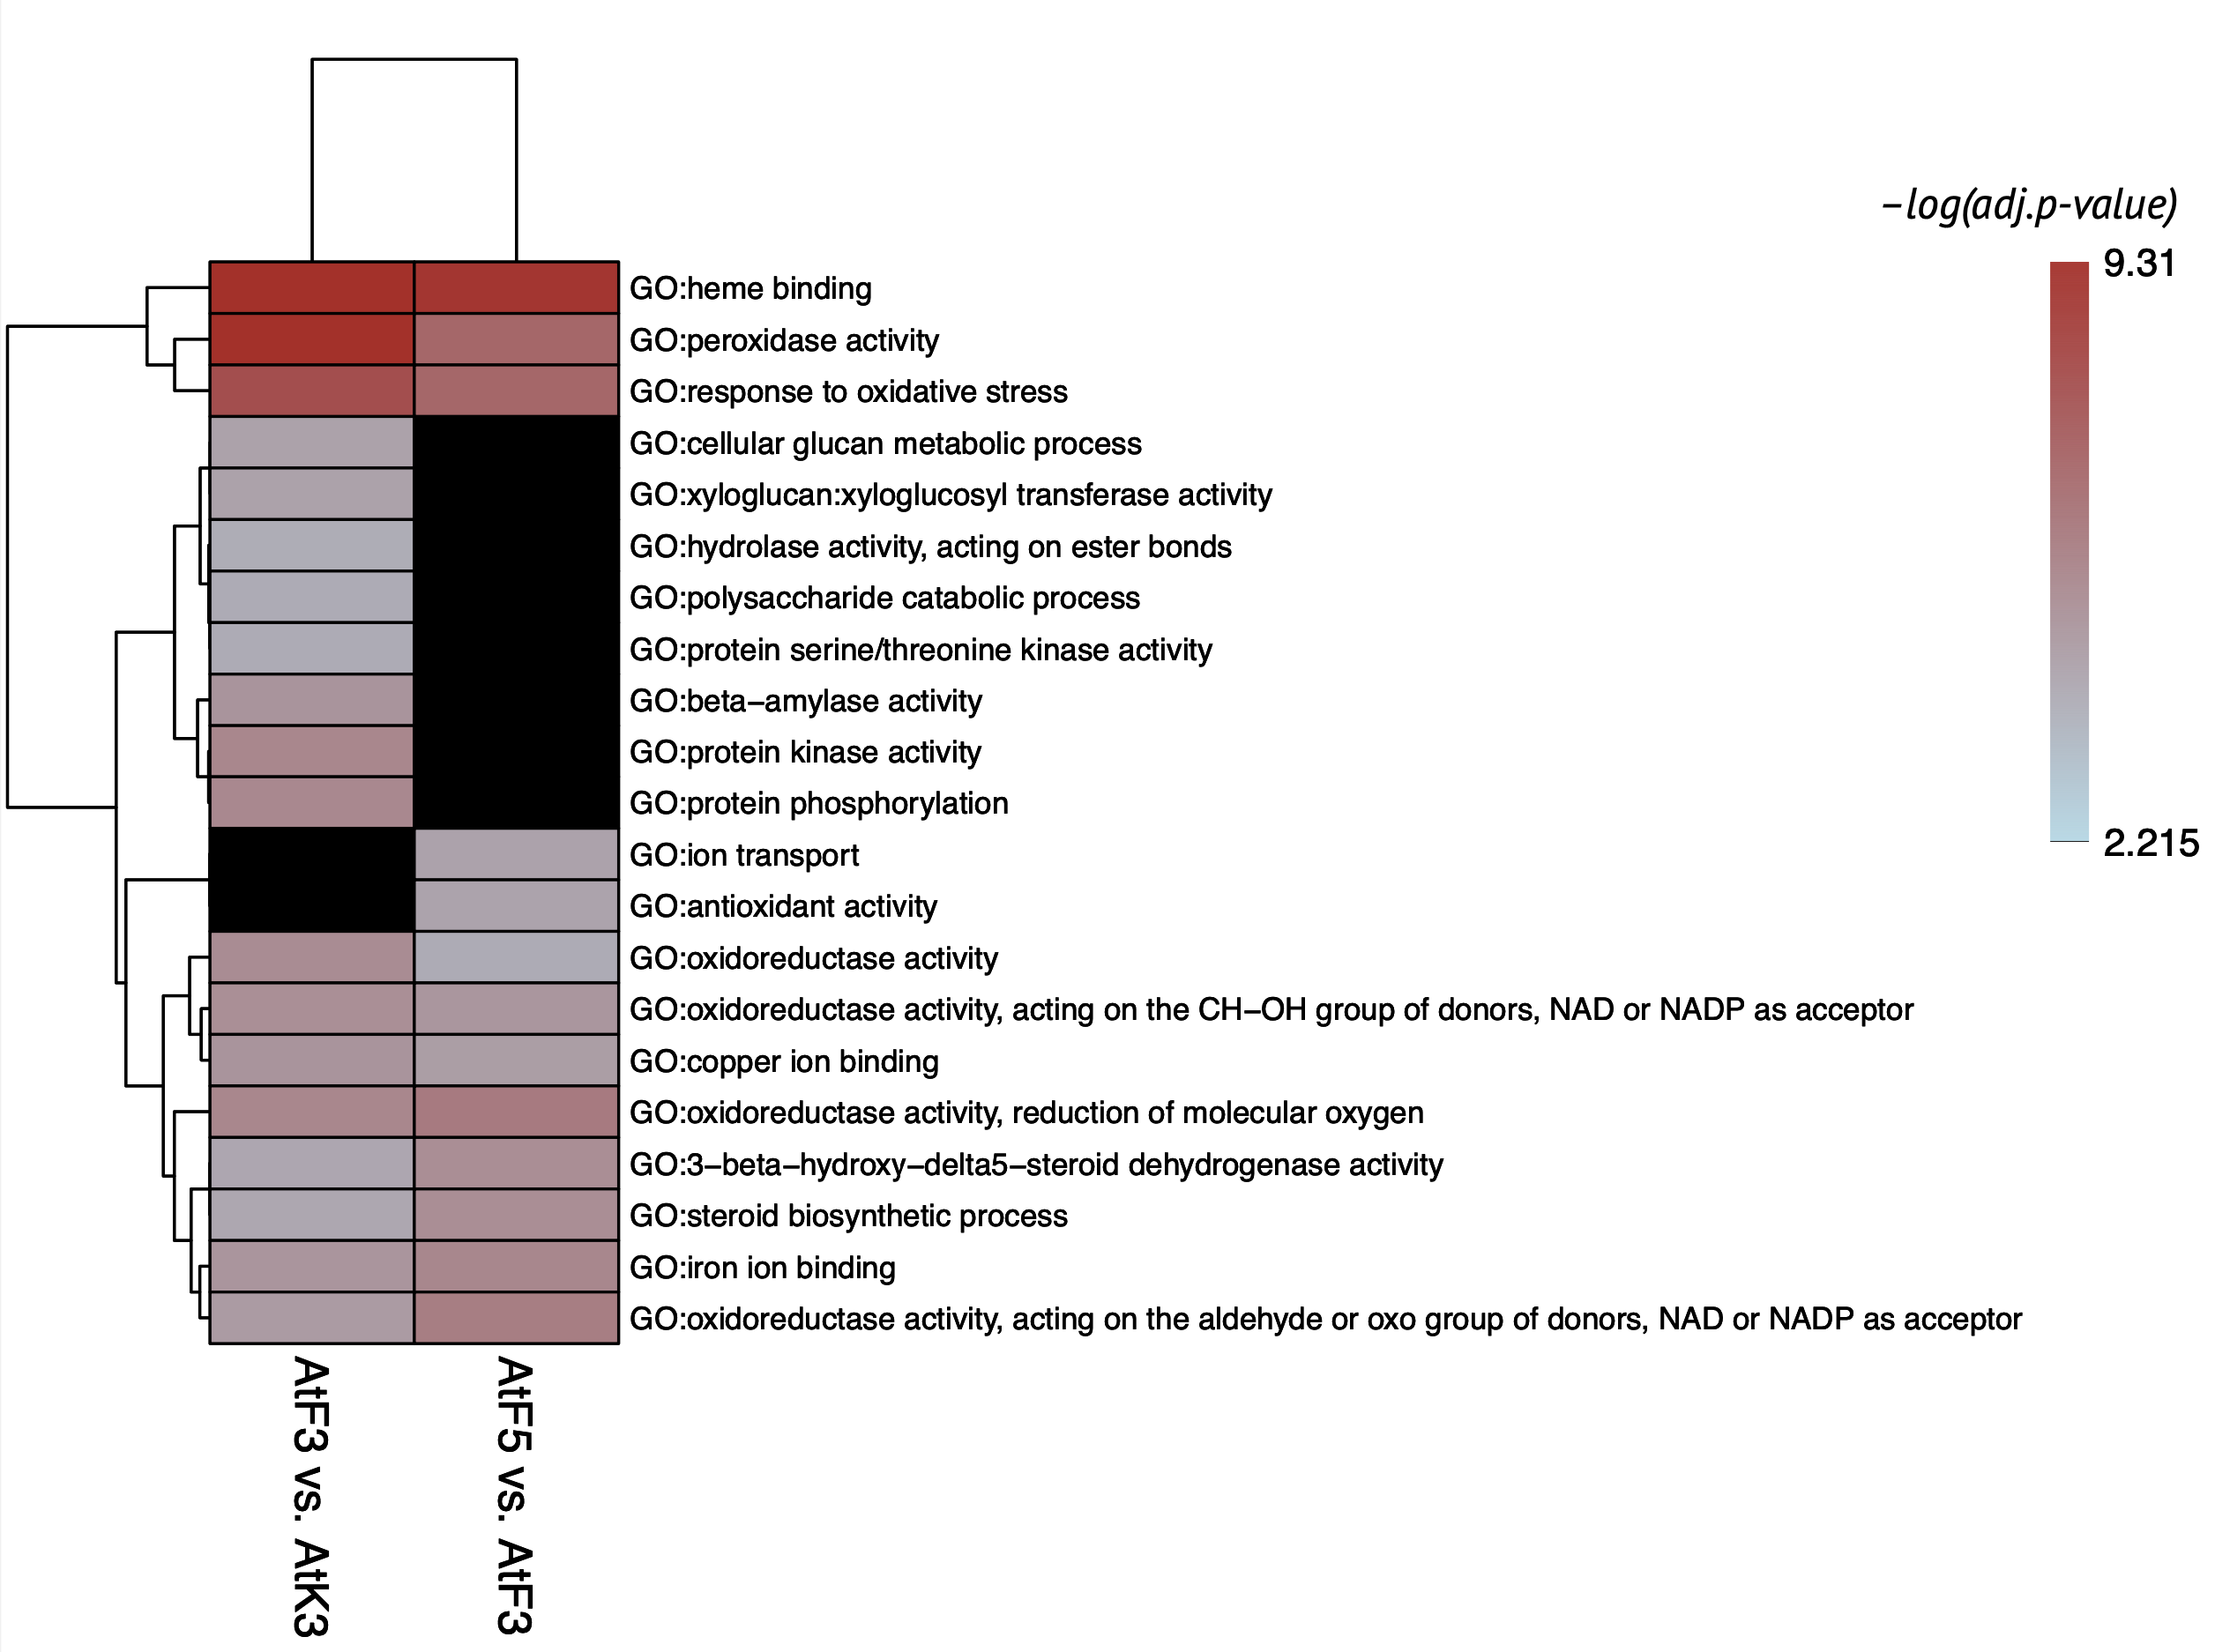 −log(adj.p-value)
9.31
2.215
GO:heme binding
GO:peroxidase activity
GO:response to oxidative stress
GO:cellular glucan metabolic process
GO:xyloglucan:xyloglucosyl transferase activity
GO:hydrolase activity, acting on ester bonds
GO:polysaccharide catabolic process
GO:protein serine/threonine kinase activity
GO:beta−amylase activity
GO:protein kinase activity
GO:protein phosphorylation
GO:ion transport
GO:antioxidant activity
GO:oxidoreductase activity
GO:oxidoreductase activity, acting on the CH−OH group of donors, NAD or NADP as acceptor
GO:copper ion binding
GO:oxidoreductase activity, reduction of molecular oxygen
GO:3−beta−hydroxy−delta5−steroid dehydrogenase activity
GO:steroid biosynthetic process
GO:iron ion binding
GO:oxidoreductase activity, acting on the aldehyde or oxo group of donors, NAD or NADP as acceptor
AtF3 vs. AtK3
AtF5 vs. AtF3